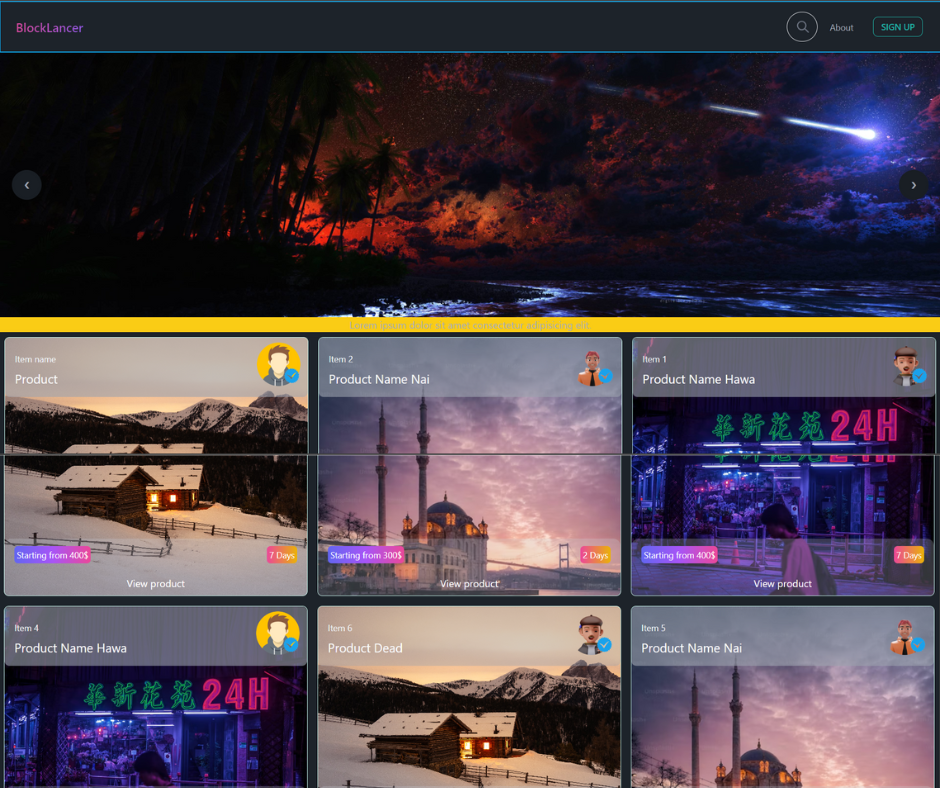 BlockLancer
About
SIGN UP
‹
›
Lorem ipsum dolor sit amet consectetur adipisicing elit.
Item name
Product
Item 2
Product Name Nai
Item 1
Product Name Hawa
華新花苑 24H
Starting from 400$
7 Days
View product
Starting from 300$
2 Days
View product
Starting from 400$
7 Days
View product
Item 4
Product Name Hawa
華新花苑 24H
Item 6
Product Dead
Item 5
Product Name Nai